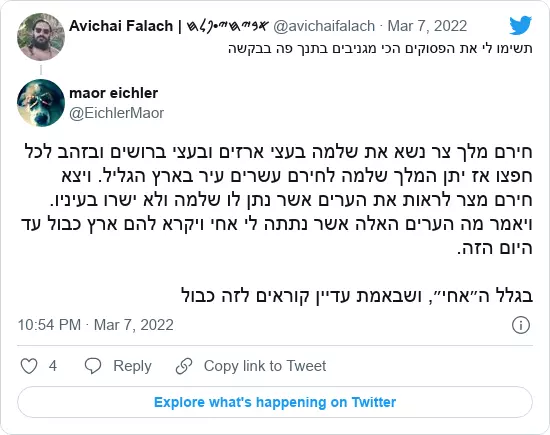 Avichai Falach | @avichaifalach · Mar 7, 2022
תשימו לי את הפסוקים הכי מגניבים בתנך פה בבקשה
maor eichler
@EichlerMaor
חירם מלך צר נשא את שלמה בעצי ארזים ובעצי ברושים ובזהב לכל
חפצו אז יתן המלך שלמה לחירם עשרים עיר בארץ הגליל. ויצא
חירם מצר לראות את הערים אשר נתן לו שלמה ולא ישרו בעיניו.
ויאמר מה הערים האלה אשר נתתה לי אחי ויקרא להם ארץ כבול עד
היום הזה.
בגלל ה״אחי״, ושבאמת עדיין קוראים לזה כבול
10:54 PM · Mar 7, 2022
4 Reply Copy link to Tweet
Explore what's happening on Twitter